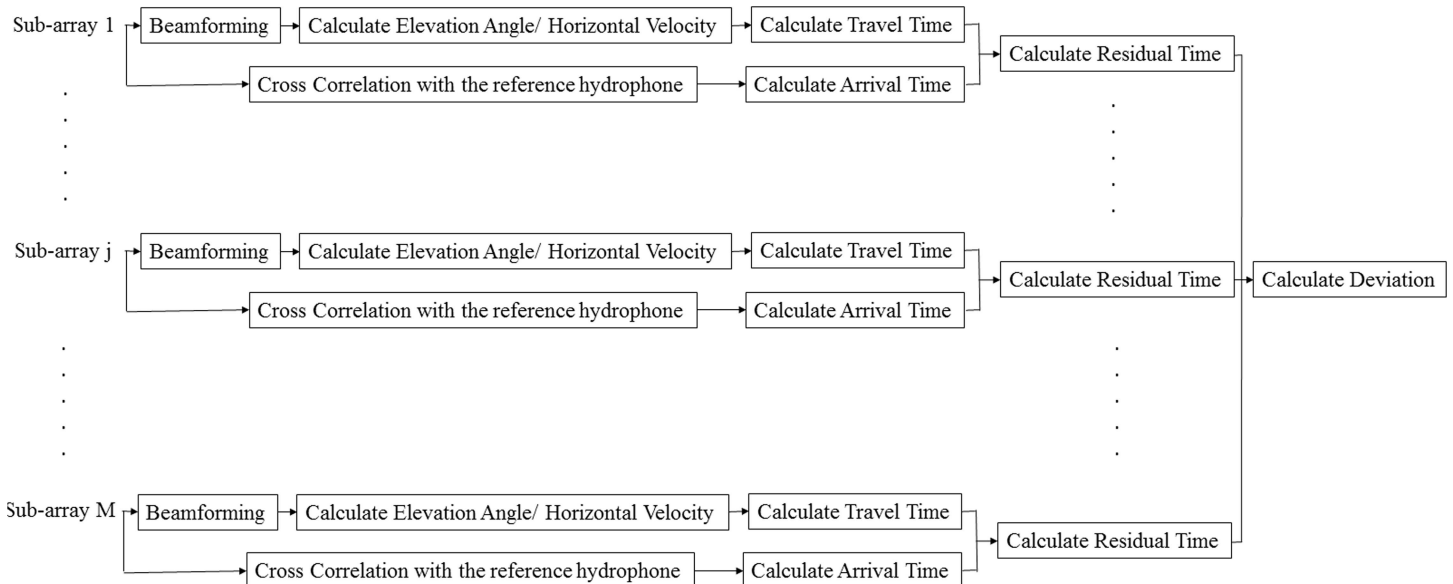 Sub-array 1
Beamforming
Calculate Elevation Angle/ Horizontal Velocity
Calculate Travel Time
Cross Correlation with the reference hydrophone
Calculate Arrival Time
Calculate Residual Time
Sub-array j
Beamforming
Calculate Elevation Angle/ Horizontal Velocity
Calculate Travel Time
Cross Correlation with the reference hydrophone
Calculate Arrival Time
Calculate Residual Time
Calculate Deviation
Sub-array M
Beamforming
Calculate Elevation Angle/ Horizontal Velocity
Calculate Travel Time
Cross Correlation with the reference hydrophone
Calculate Arrival Time
Calculate Residual Time